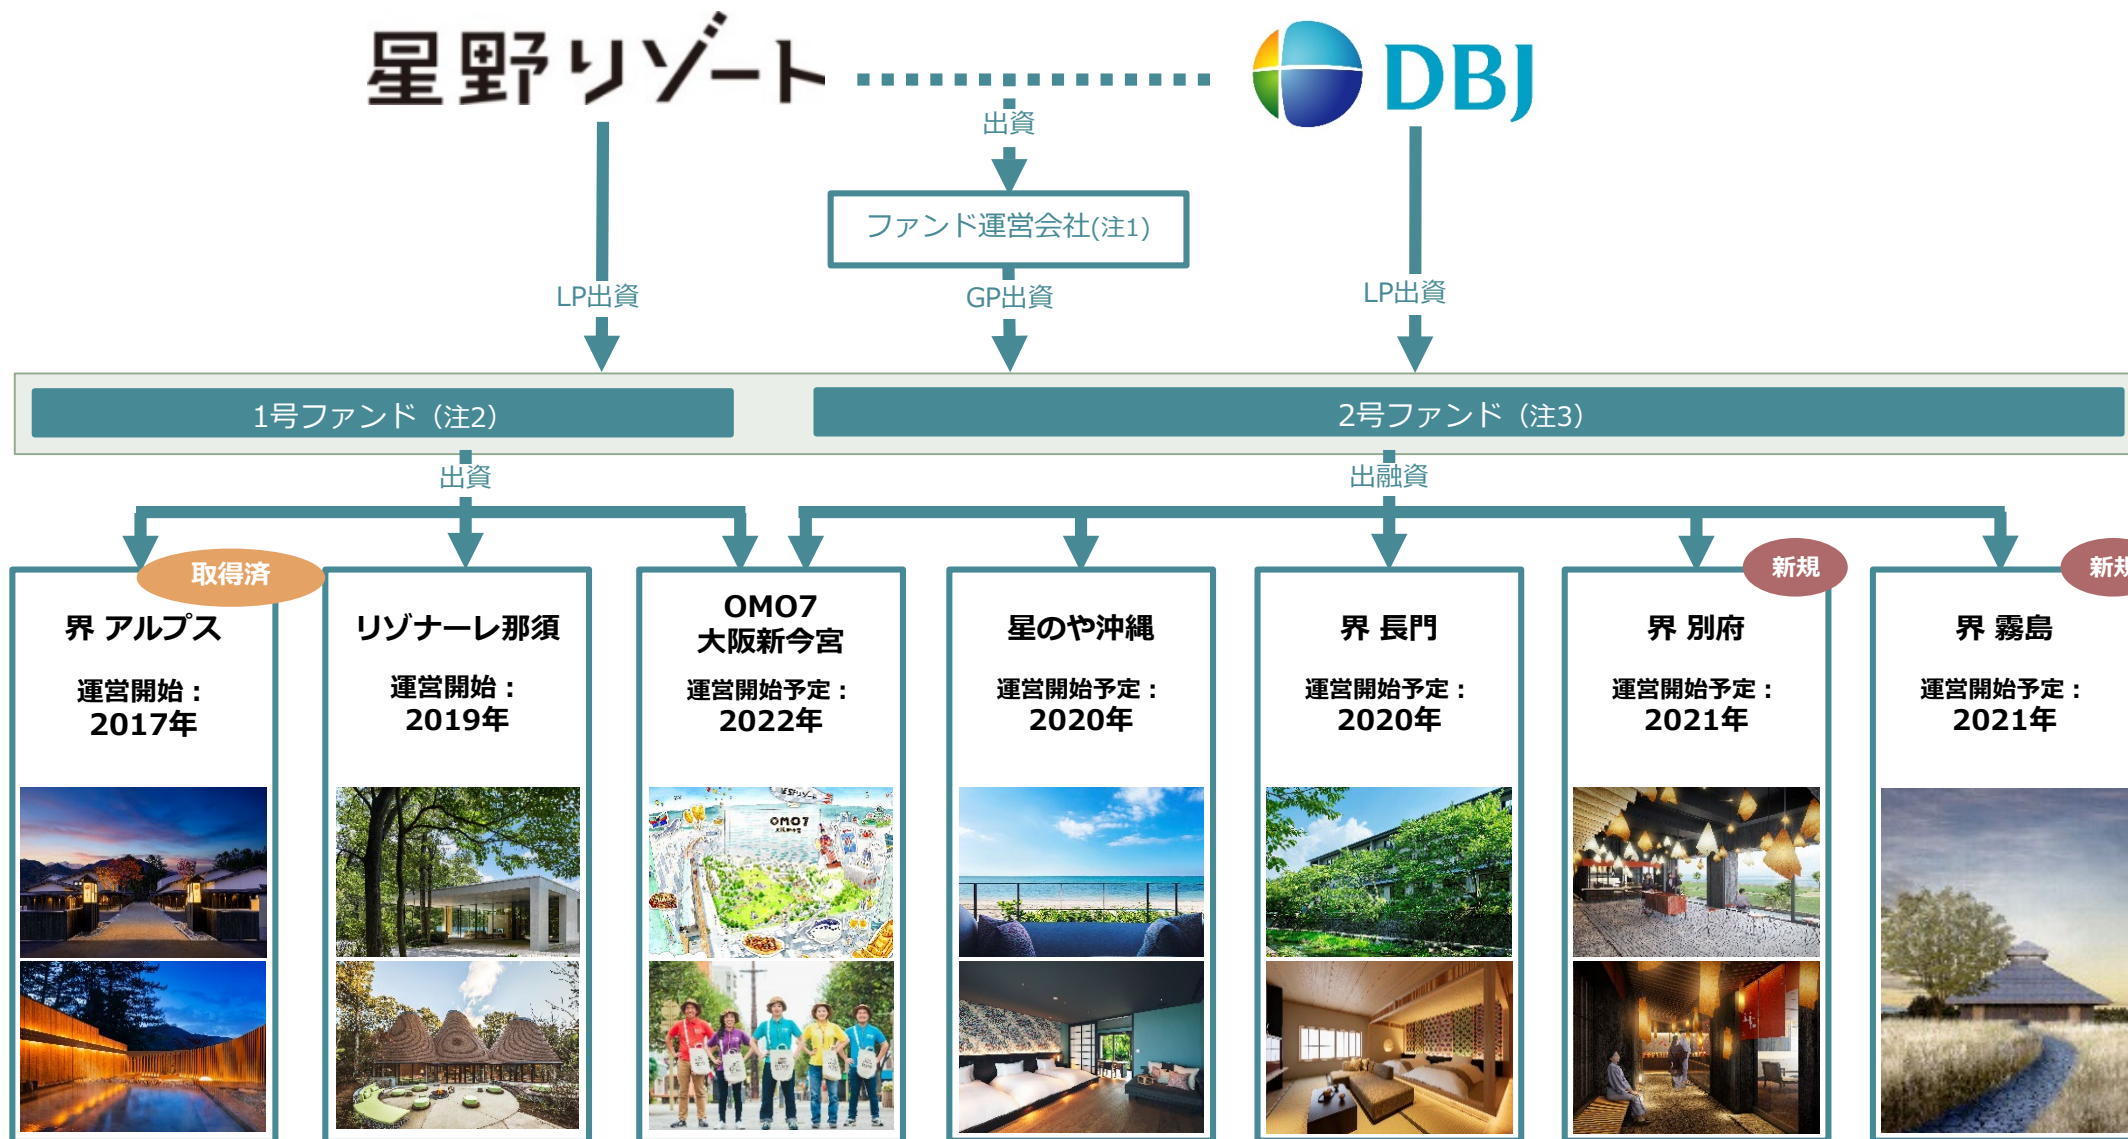 星野リゾート
DBJ
出資
ファンド運営会社(注1)
LP出資
GP出資
LP出資
1号ファンド（注2）
2号ファンド（注3）
出資
出融資
取得済
界 アルプス
運営開始：
2017年
リゾナーレ那須
運営開始：
2019年
OMO7
大阪新今宮
運営開始予定：
2022年
OMO7
星のや沖縄
運営開始予定：
2020年
界 長門
運営開始予定：
2020年
新規
界 別府
運営開始予定：
2021年
新規
界 霧島
運営開始予定：
2021年